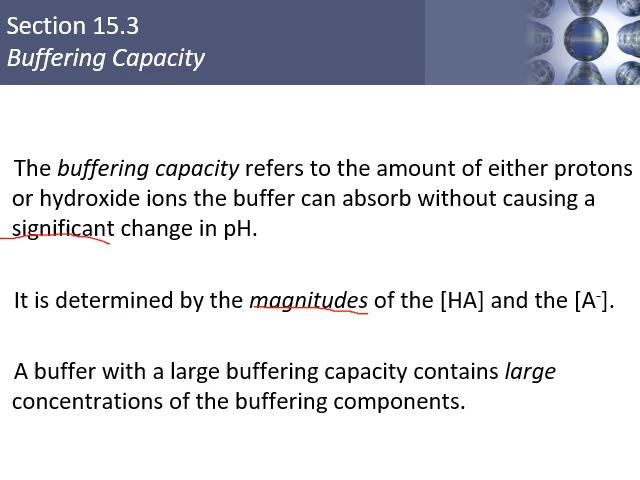 Section 15.3
Buffering Capacity
The buffering capacity refers to the amount of either protons
or hydroxide ions the buffer can absorb without causing a
significant change in pH.
It is determined by the magnitudes of the [HA] and the [A⁻].
A buffer with a large buffering capacity contains large
concentrations of the buffering components.